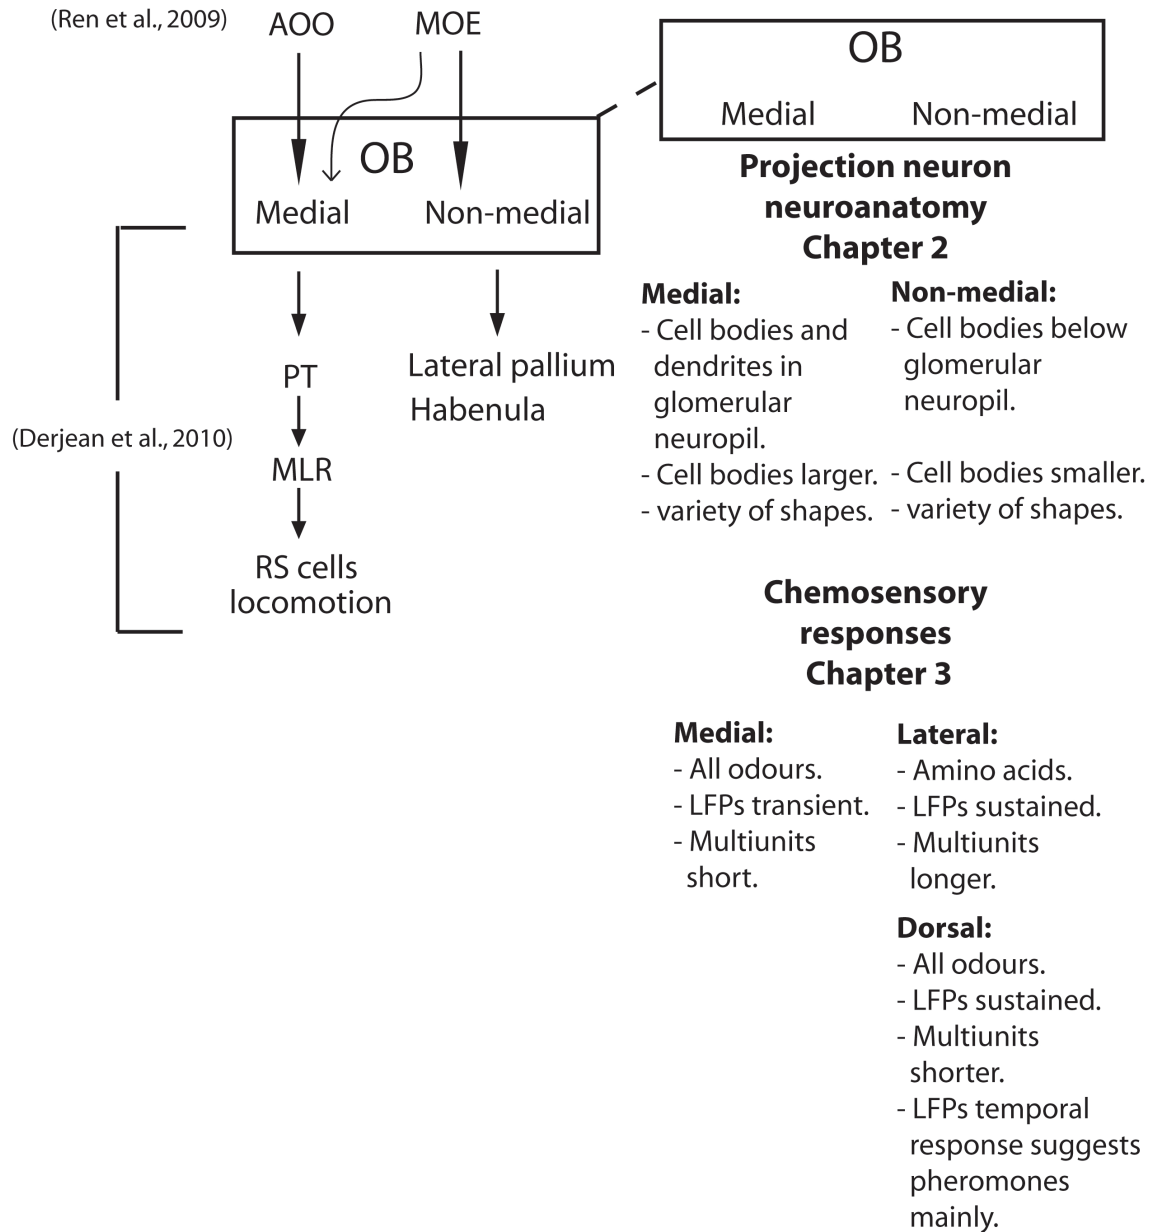 (Ren et al., 2009)
AOO
MOE
OB
Medial
Non-medial
PT
MLR
RS cells
locomotion
Lateral pallium
Habenula
(Derjean et al., 2010)
OB
Medial
Non-medial
Projection neuron
neuroanatomy
Chapter 2
Medial:
- Cell bodies and
dendrites in
glomerular
neuropil.
- Cell bodies larger.
- variety of shapes.
Non-medial:
- Cell bodies below
glomerular
neuropil.
- Cell bodies smaller.
- variety of shapes.
Chemosensory
responses
Chapter 3
Medial:
- All odours.
- LFPs transient.
- Multiunits
short.
Lateral:
- Amino acids.
- LFPs sustained.
- Multiunits
longer.
Dorsal:
- All odours.
- LFPs sustained.
- Multiunits
shorter.
- LFPs temporal
response suggests
pheromones
mainly.